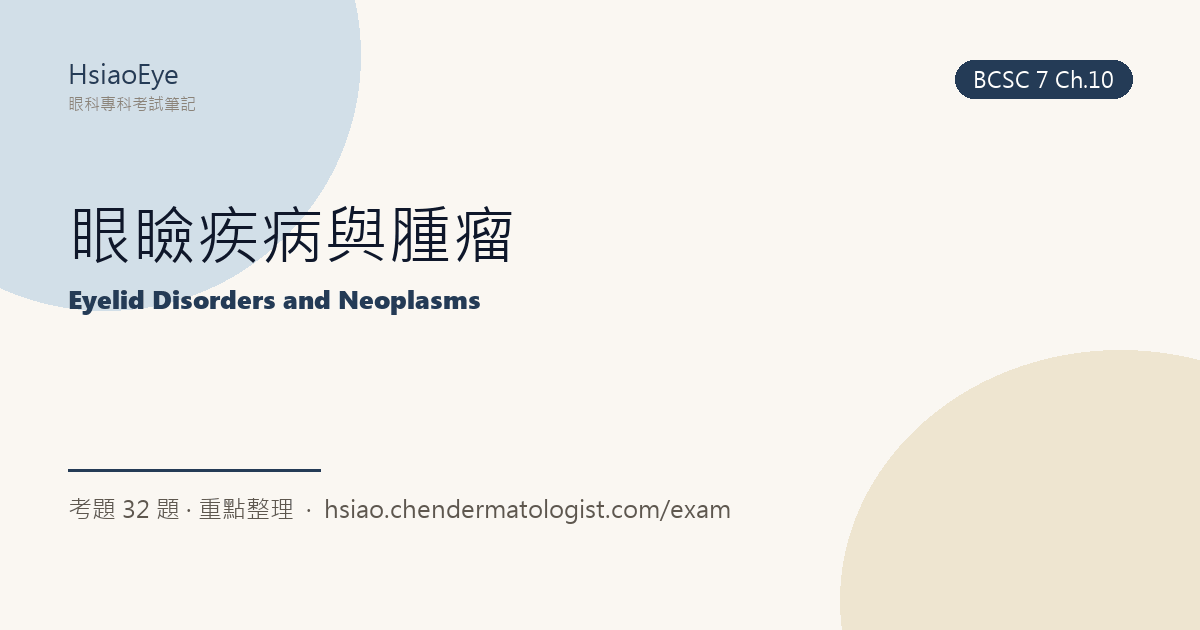 HsiaoEye
眼科專科考試筆記
BCSC 7 Ch.10
眼瞼疾病與腫瘤
Eyelid Disorders and Neoplasms
考題 32 題 · 重點整理 · hsiao.chendermatologist.com/exam